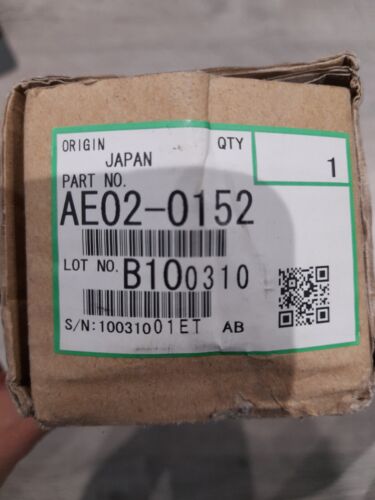 ORIGIN QTY
JAPAN 1
PART NO.
AE02-0152
LOT NO. B100310
S/N:10031001ET AB